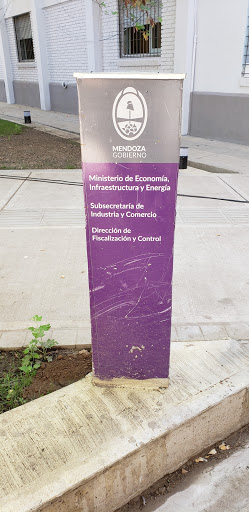 MENDOZA
GOBIERNO
Ministerio de Economía,
Infraestructura y Energía
Subsecretaría de
Industria y Comercio
Dirección de
Fiscalización y Control